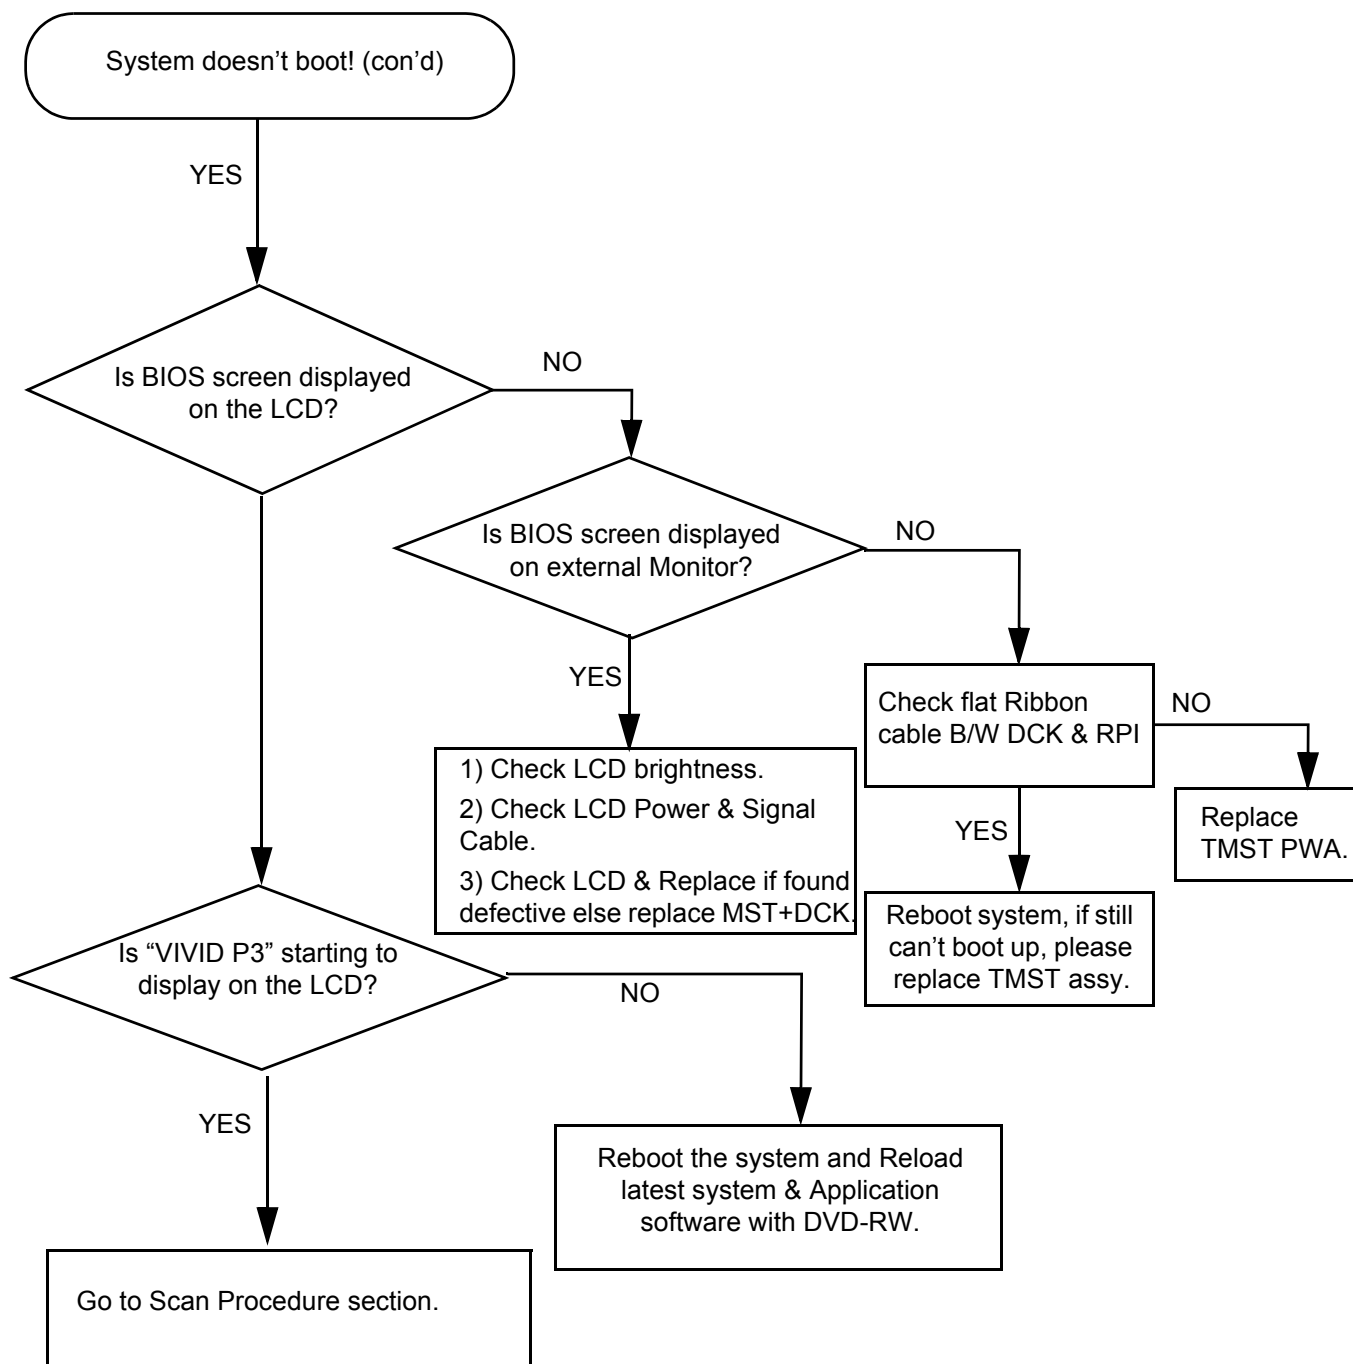 System doesn’t boot! (con’d)
YES
Is BIOS screen displayed
on the LCD?
NO
Is BIOS screen displayed
on external Monitor?
NO
YES
Check flat Ribbon
cable B/W DCK & RPI
NO
1) Check LCD brightness.
2) Check LCD Power & Signal
Cable.
3) Check LCD & Replace if found
defective else replace MST+DCK.
YES
Replace
TMST PWA.
Reboot system, if still
can’t boot up, please
replace TMST assy.
Is “VIVID P3” starting to
display on the LCD?
NO
YES
Reboot the system and Reload
latest system & Application
software with DVD-RW.
Go to Scan Procedure section.